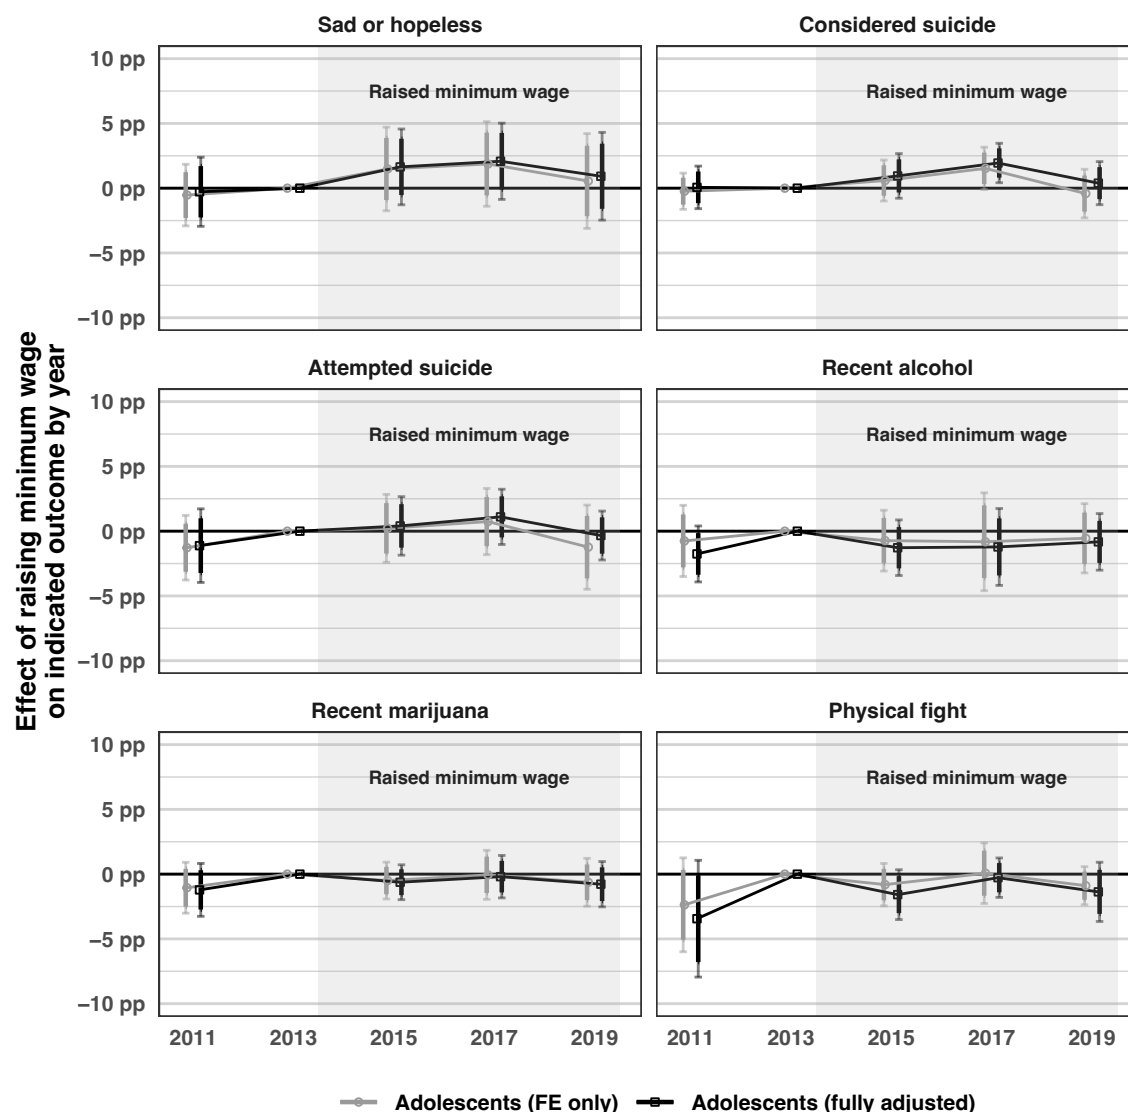 Sad or hopeless
Considered suicide
10 pp
Raised minimum wage
Raised minimum wage
5 pp
0 pp
−5 pp
−10 pp
Effect of raising minimum wage
on indicated outcome by year
Attempted suicide
Recent alcohol
10 pp
Raised minimum wage
Raised minimum wage
5 pp
0 pp
−5 pp
−10 pp
Recent marijuana
Physical fight
10 pp
Raised minimum wage
Raised minimum wage
5 pp
0 pp
−5 pp
−10 pp
2011 2013 2015 2017 2019
2011 2013 2015 2017 2019
Adolescents (FE only) Adolescents (fully adjusted)